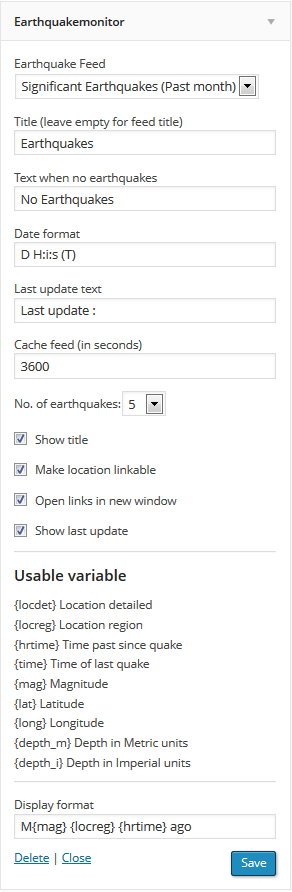 Earthquakemonitor
Earthquake Feed
Significant Earthquakes (Past month)
Title (leave empty for feed title)
Earthquakes
Text when no earthquakes
No Earthquakes
Date format
D H:i:s (T)
Last update text
Last update :
Cache feed (in seconds)
3600
No. of earthquakes: 5
Show title
Make location linkable
Open links in new window
Show last update
Usable variable
{locdet} Location detailed
{locreg} Location region
{hrtime} Time past since quake
{time} Time of last quake
{mag} Magnitude
{lat} Latitude
{long} Longitude
{depth_m} Depth in Metric units
{depth_i} Depth in Imperial units
Display format
M{mag} {locreg} {hrtime} ago
Delete | Close Save